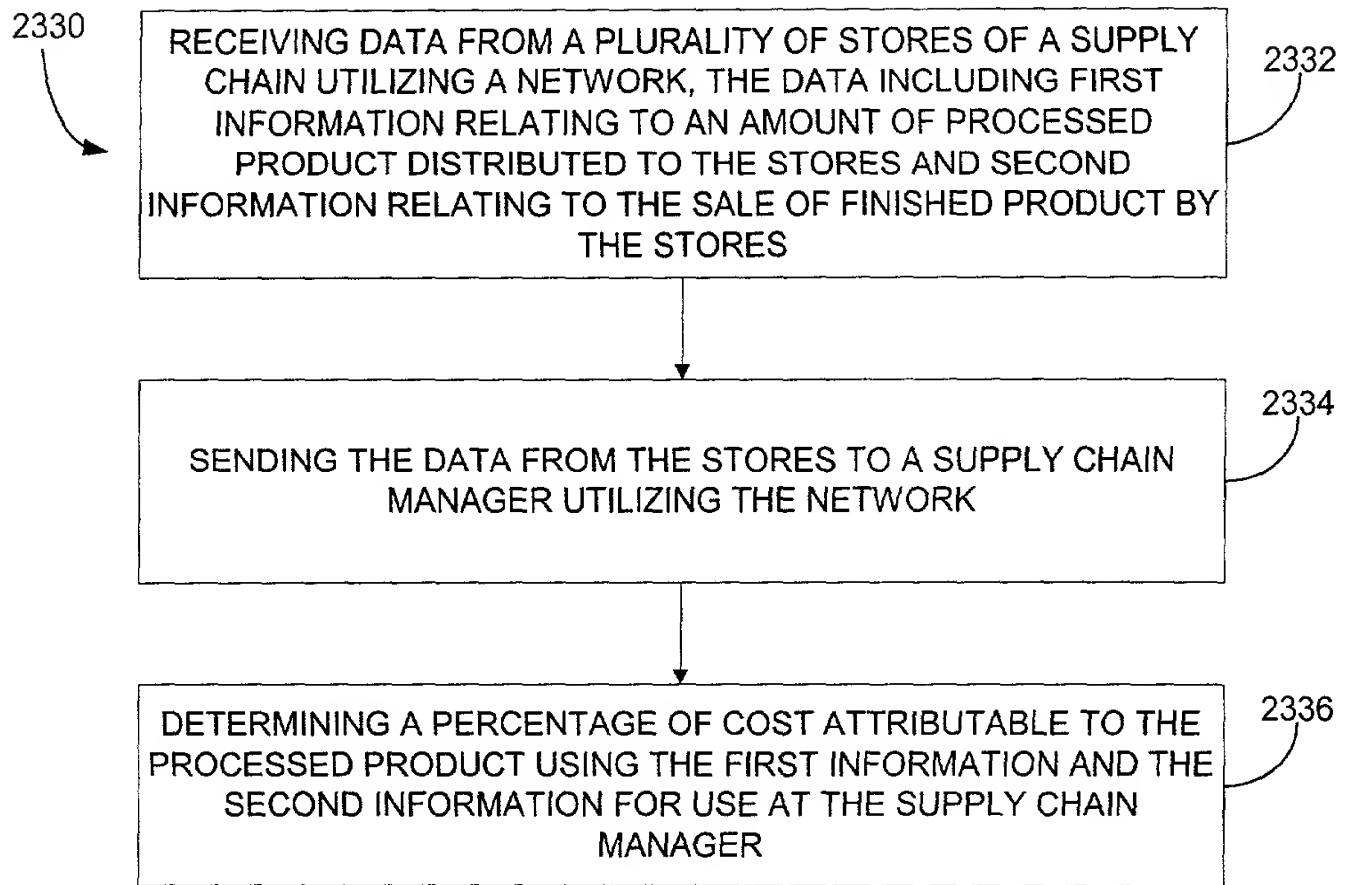 2330
RECEIVING DATA FROM A PLURALITY OF STORES OF A SUPPLY
CHAIN UTILIZING A NETWORK, THE DATA INCLUDING FIRST
INFORMATION RELATING TO AN AMOUNT OF PROCESSED
PRODUCT DISTRIBUTED TO THE STORES AND SECOND
INFORMATION RELATING TO THE SALE OF FINISHED PRODUCT BY
THE STORES
2332
SENDING THE DATA FROM THE STORES TO A SUPPLY CHAIN
MANAGER UTILIZING THE NETWORK
2334
DETERMINING A PERCENTAGE OF COST ATTRIBUTABLE TO THE
PROCESSED PRODUCT USING THE FIRST INFORMATION AND THE
SECOND INFORMATION FOR USE AT THE SUPPLY CHAIN
MANAGER
2336